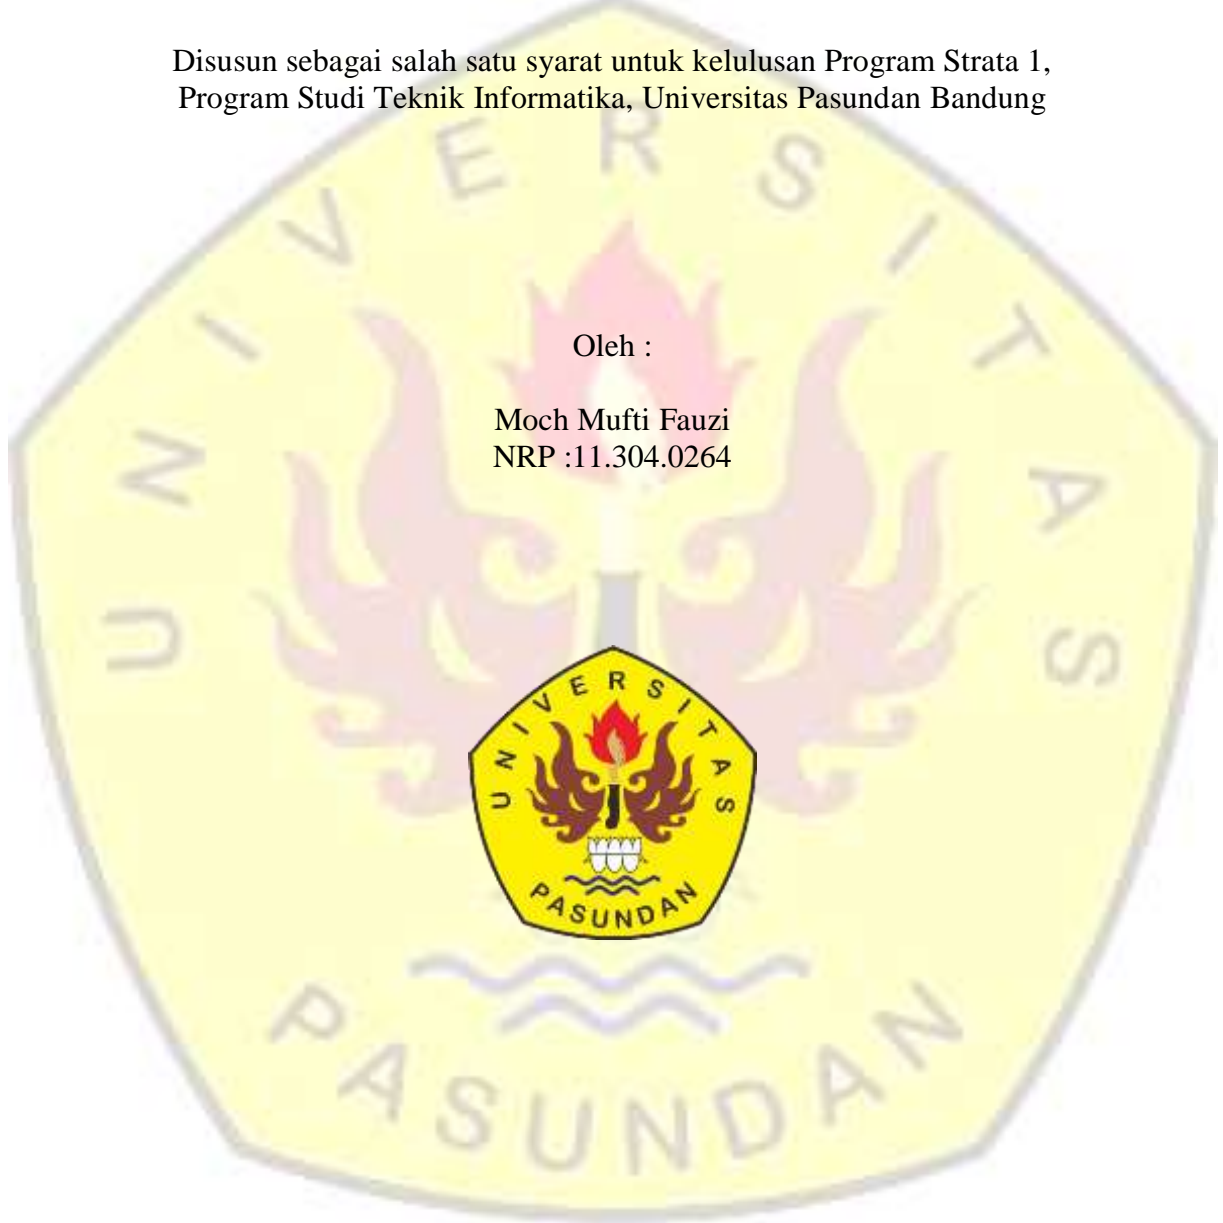 Disusun sebagai salah satu syarat untuk kelulusan Program Strata 1,
Program Studi Teknik Informatika, Universitas Pasundan Bandung
Oleh :
Moch Mufti Fauzi
NRP :11.304.0264
UNIVERSITAS
PASUNDAN
UNIVERSITAS
PASUNDAN